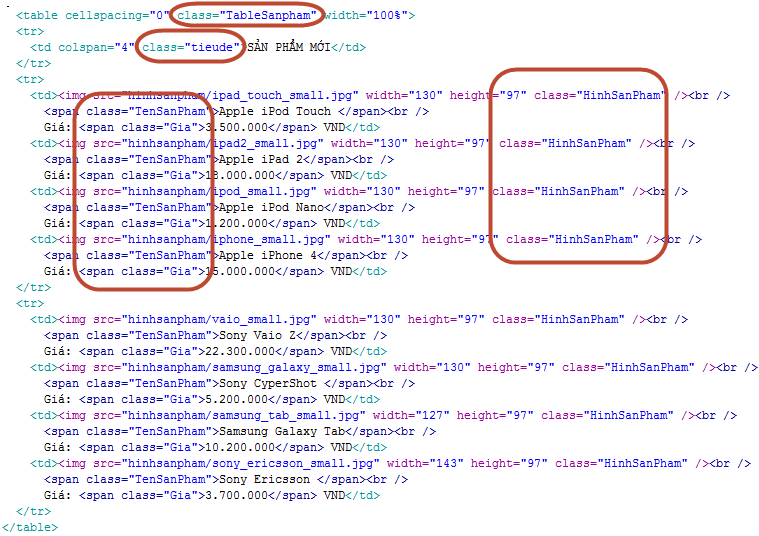 <table cellspacing="0" class="TableSanpham" width="100%">
<tr>
<td colspan="4" class="tieude">SẢN PHẨM MỚI</td>
</tr>
<tr>
<td><img src="hinhsanpham/ipad_touch_small.jpg" width="130" height="97" class="HinhSanPham" /><br />
<span class="TenSanPham">Apple iPod Touch </span><br />
Giá: <span class="Gia">3.500.000</span> VND</td>
<td><img src="hinhsanpham/ipad2_small.jpg" width="130" height="97" class="HinhSanPham" /><br />
<span class="TenSanPham">Apple iPad 2</span><br />
Giá: <span class="Gia">18.000.000</span> VND</td>
<td><img src="hinhsanpham/ipod_small.jpg" width="130" height="97" class="HinhSanPham" /><br />
<span class="TenSanPham">Apple iPod Nano</span><br />
Giá: <span class="Gia">1.200.000</span> VND</td>
<td><img src="hinhsanpham/iphone_small.jpg" width="130" height="97" class="HinhSanPham" /><br />
<span class="TenSanPham">Apple iPhone 4</span><br />
Giá: <span class="Gia">15.000.000</span> VND</td>
</tr>
<tr>
<td><img src="hinhsanpham/vaio_small.jpg" width="130" height="97" class="HinhSanPham" /><br />
<span class="TenSanPham">Sony Vaio Z</span><br />
Giá: <span class="Gia">22.300.000</span> VND</td>
<td><img src="hinhsanpham/samsung_galaxy_small.jpg" width="130" height="97" class="HinhSanPham" /><br />
<span class="TenSanPham">Sony CyperShot </span><br />
Giá: <span class="Gia">5.200.000</span> VND</td>
<td><img src="hinhsanpham/samsung_tab_small.jpg" width="127" height="97" class="HinhSanPham" /><br />
<span class="TenSanPham">Samsung Galaxy Tab</span><br />
Giá: <span class="Gia">10.200.000</span> VND</td>
<td><img src="hinhsanpham/sony_ericsson_small.jpg" width="143" height="97" class="HinhSanPham" /><br />
<span class="TenSanPham">Sony Ericsson </span><br />
Giá: <span class="Gia">3.700.000</span> VND</td>
</tr>
</table>